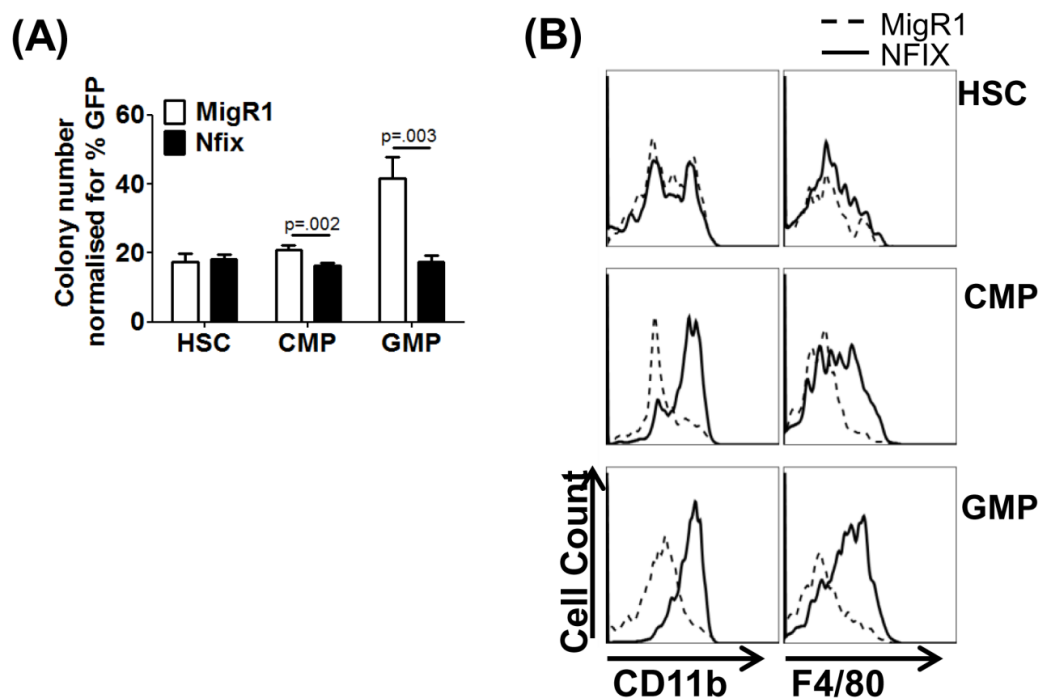 (A)
Colony number
normalised for % GFP
60
40
20
0
MigR1
Nfix
p=.002
p=.003
HSC
CMP
GMP
(B)
MigR1
NFIX
HSC
CMP
GMP
Cell Count
CD11b
F4/80